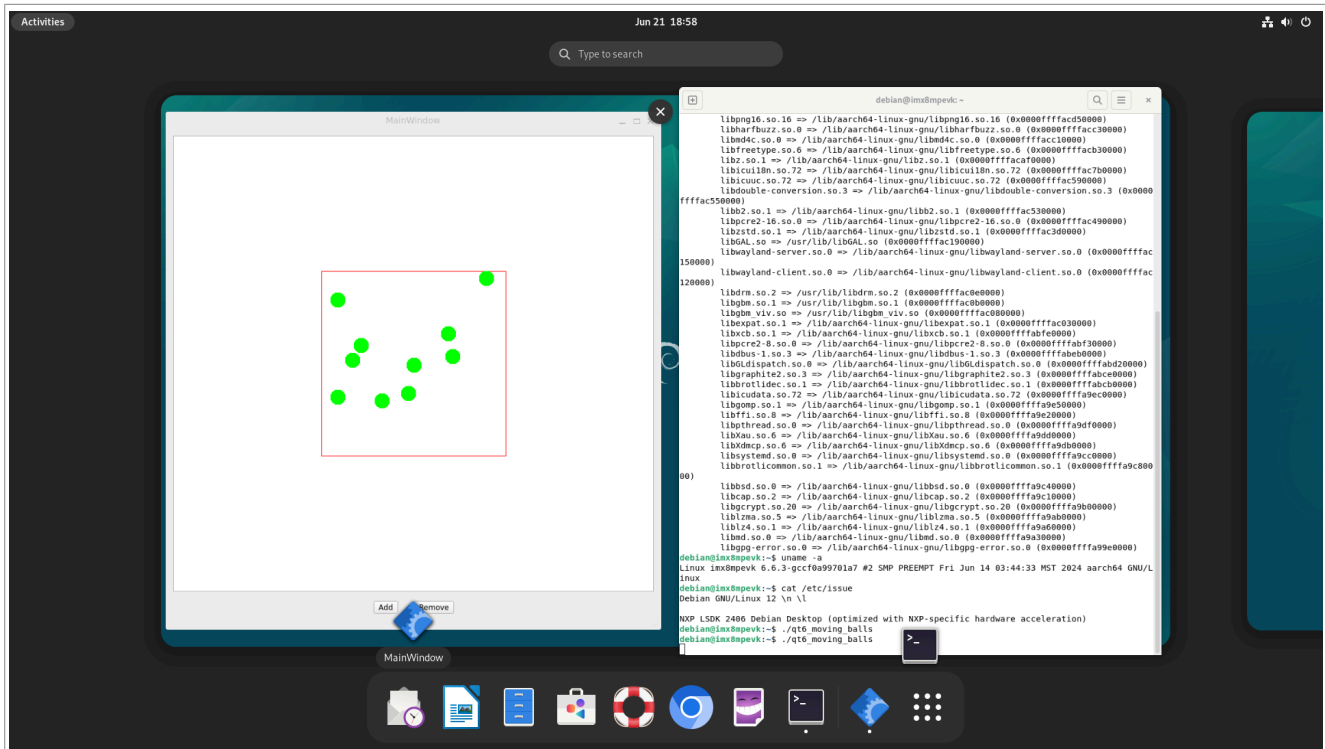 Activities
Jun 21 18:58
Type to search
MainWindow
Add
Remove
MainWindow
debian@imx8mpevk: ~
libpng16.so.16 => /lib/aarch64-linux-gnu/libpng16.so.16 (0x0000ffffacd50000)
libharfbuzz.so.0 => /lib/aarch64-linux-gnu/libharfbuzz.so.0 (0x0000ffffacc30000)
libmd4c.so.0 => /lib/aarch64-linux-gnu/libmd4c.so.0 (0x0000ffffacc10000)
libfreetype.so.6 => /lib/aarch64-linux-gnu/libfreetype.so.6 (0x0000ffffacb30000)
libz.so.1 => /lib/aarch64-linux-gnu/libz.so.1 (0x0000ffffacaf0000)
libicui18n.so.72 => /lib/aarch64-linux-gnu/libicui18n.so.72 (0x0000ffffac7b0000)
libicuuc.so.72 => /lib/aarch64-linux-gnu/libicuuc.so.72 (0x0000ffffac590000)
libdouble-conversion.so.3 => /lib/aarch64-linux-gnu/libdouble-conversion.so.3 (0x0000
ffffac550000)
libb2.so.1 => /lib/aarch64-linux-gnu/libb2.so.1 (0x0000ffffac530000)
libpcre2-16.so.0 => /lib/aarch64-linux-gnu/libpcre2-16.so.0 (0x0000ffffac490000)
libzstd.so.1 => /lib/aarch64-linux-gnu/libzstd.so.1 (0x0000ffffac3d0000)
libGAL.so => /usr/lib/libGAL.so (0x0000ffffac190000)
libwayland-server.so.0 => /lib/aarch64-linux-gnu/libwayland-server.so.0 (0x0000ffffac
150000)
libwayland-client.so.0 => /lib/aarch64-linux-gnu/libwayland-client.so.0 (0x0000ffffac
120000)
libdrm.so.2 => /usr/lib/libdrm.so.2 (0x0000ffffac0e0000)
libgbm.so.1 => /usr/lib/libgbm.so.1 (0x0000ffffac0b0000)
libgbm_viv.so => /usr/lib/libgbm_viv.so (0x0000ffffac080000)
libexpat.so.1 => /lib/aarch64-linux-gnu/libexpat.so.1 (0x0000ffffac030000)
libxcb.so.1 => /lib/aarch64-linux-gnu/libxcb.so.1 (0x0000ffffabfe0000)
libpcre2-8.so.0 => /lib/aarch64-linux-gnu/libpcre2-8.so.0 (0x0000ffffabf30000)
libdbus-1.so.3 => /lib/aarch64-linux-gnu/libdbus-1.so.3 (0x0000ffffabeb0000)
libGLdispatch.so.0 => /lib/aarch64-linux-gnu/libGLdispatch.so.0 (0x0000ffffabd20000)
libgraphite2.so.3 => /lib/aarch64-linux-gnu/libgraphite2.so.3 (0x0000ffffabce0000)
libbrotlidec.so.1 => /lib/aarch64-linux-gnu/libbrotlidec.so.1 (0x0000ffffabcb0000)
libicudata.so.72 => /lib/aarch64-linux-gnu/libicudata.so.72 (0x0000ffffa9ec0000)
libgomp.so.1 => /lib/aarch64-linux-gnu/libgomp.so.1 (0x0000ffffa9e50000)
libffi.so.8 => /lib/aarch64-linux-gnu/libffi.so.8 (0x0000ffffa9e20000)
libpthread.so.0 => /lib/aarch64-linux-gnu/libpthread.so.0 (0x0000ffffa9df0000)
libXau.so.6 => /lib/aarch64-linux-gnu/libXau.so.6 (0x0000ffffa9dd0000)
libXdmcp.so.6 => /lib/aarch64-linux-gnu/libXdmcp.so.6 (0x0000ffffa9db0000)
libsystemd.so.0 => /lib/aarch64-linux-gnu/libsystemd.so.0 (0x0000ffffa9cc0000)
libbrotlicommon.so.1 => /lib/aarch64-linux-gnu/libbrotlicommon.so.1 (0x0000ffffa9c800
00)
libbsd.so.0 => /lib/aarch64-linux-gnu/libbsd.so.0 (0x0000ffffa9c40000)
libcap.so.2 => /lib/aarch64-linux-gnu/libcap.so.2 (0x0000ffffa9c10000)
libgcrypt.so.20 => /lib/aarch64-linux-gnu/libgcrypt.so.20 (0x0000ffffa9b00000)
liblzma.so.5 => /lib/aarch64-linux-gnu/liblzma.so.5 (0x0000ffffa9ab0000)
liblz4.so.1 => /lib/aarch64-linux-gnu/liblz4.so.1 (0x0000ffffa9a60000)
libmd.so.0 => /lib/aarch64-linux-gnu/libmd.so.0 (0x0000ffffa9a30000)
libgpg-error.so.0 => /lib/aarch64-linux-gnu/libgpg-error.so.0 (0x0000ffffa99e0000)
debian@imx8mpevk:~$ uname -a
Linux imx8mpevk 6.6.3-gccf0a99701a7 #2 SMP PREEMPT Fri Jun 14 03:44:33 MST 2024 aarch64 GNU/L
inux
debian@imx8mpevk:~$ cat /etc/issue
Debian GNU/Linux 12 \n \l
NXP LSDK 2406 Debian Desktop (optimized with NXP-specific hardware acceleration)
debian@imx8mpevk:~$ ./qt6_moving_balls
debian@imx8mpevk:~$ ./qt6_moving_balls